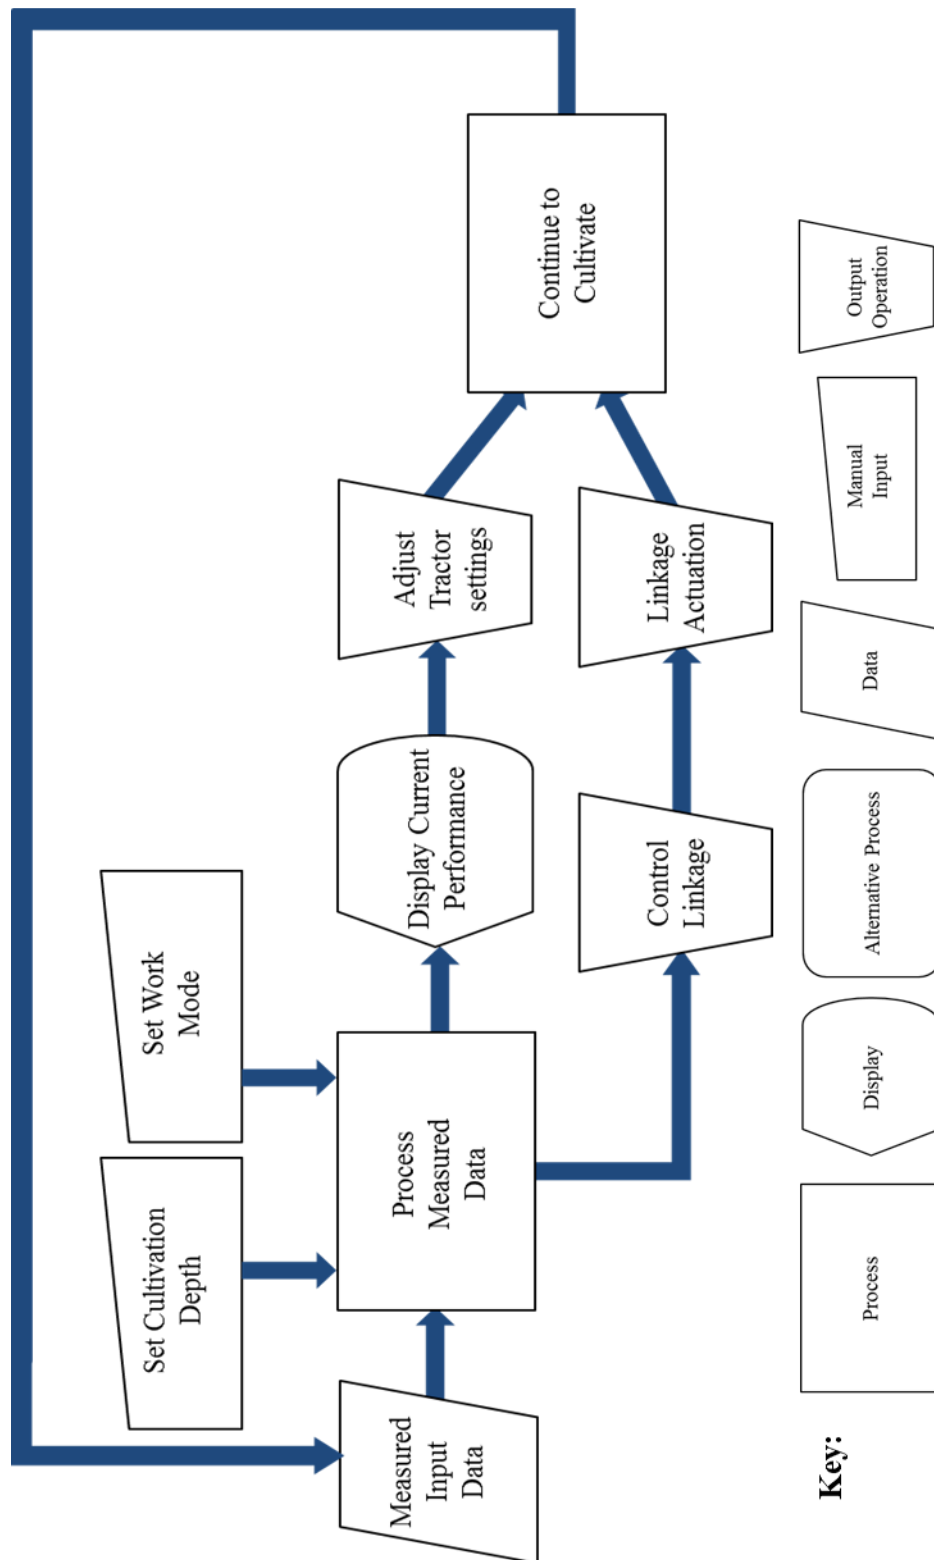 Set Cultivation
Depth
Set Work
Mode
Measured
Input
Data
Process
Measured
Data
Display Current
Performance
Adjust
Tractor
settings
Control
Linkage
Linkage
Actuation
Continue to
Cultivate
Key:
Process
Display
Alternative Process
Data
Manual
Input
Output
Operation